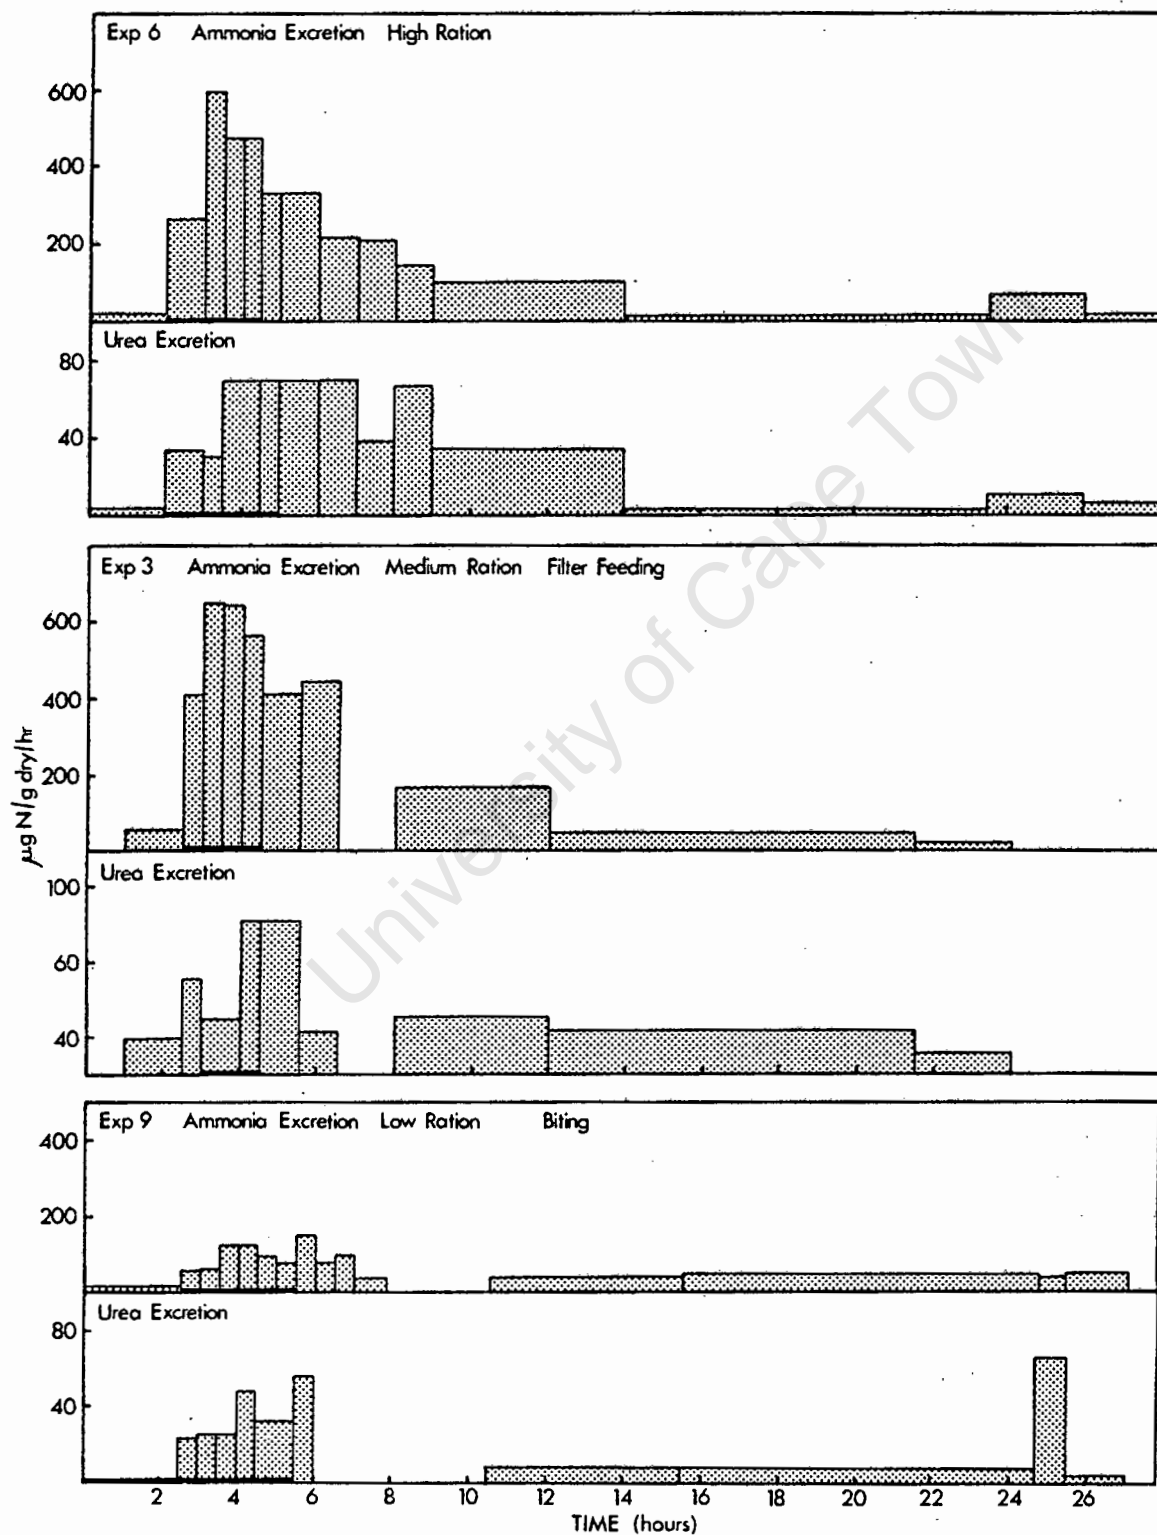 Exp 6 Ammonia Excretion High Ration
600
400
200
Urea Excretion
80
40
Exp 3 Ammonia Excretion Medium Ration Filter Feeding
600
400
200
Urea Excretion
100
60
40
µg N/g dry/hr
Exp 9 Ammonia Excretion Low Ration Biting
400
200
Urea Excretion
80
40
2 4 6 8 10 12 14 16 18 20 22 24 26
TIME (hours)
University of Cape Town